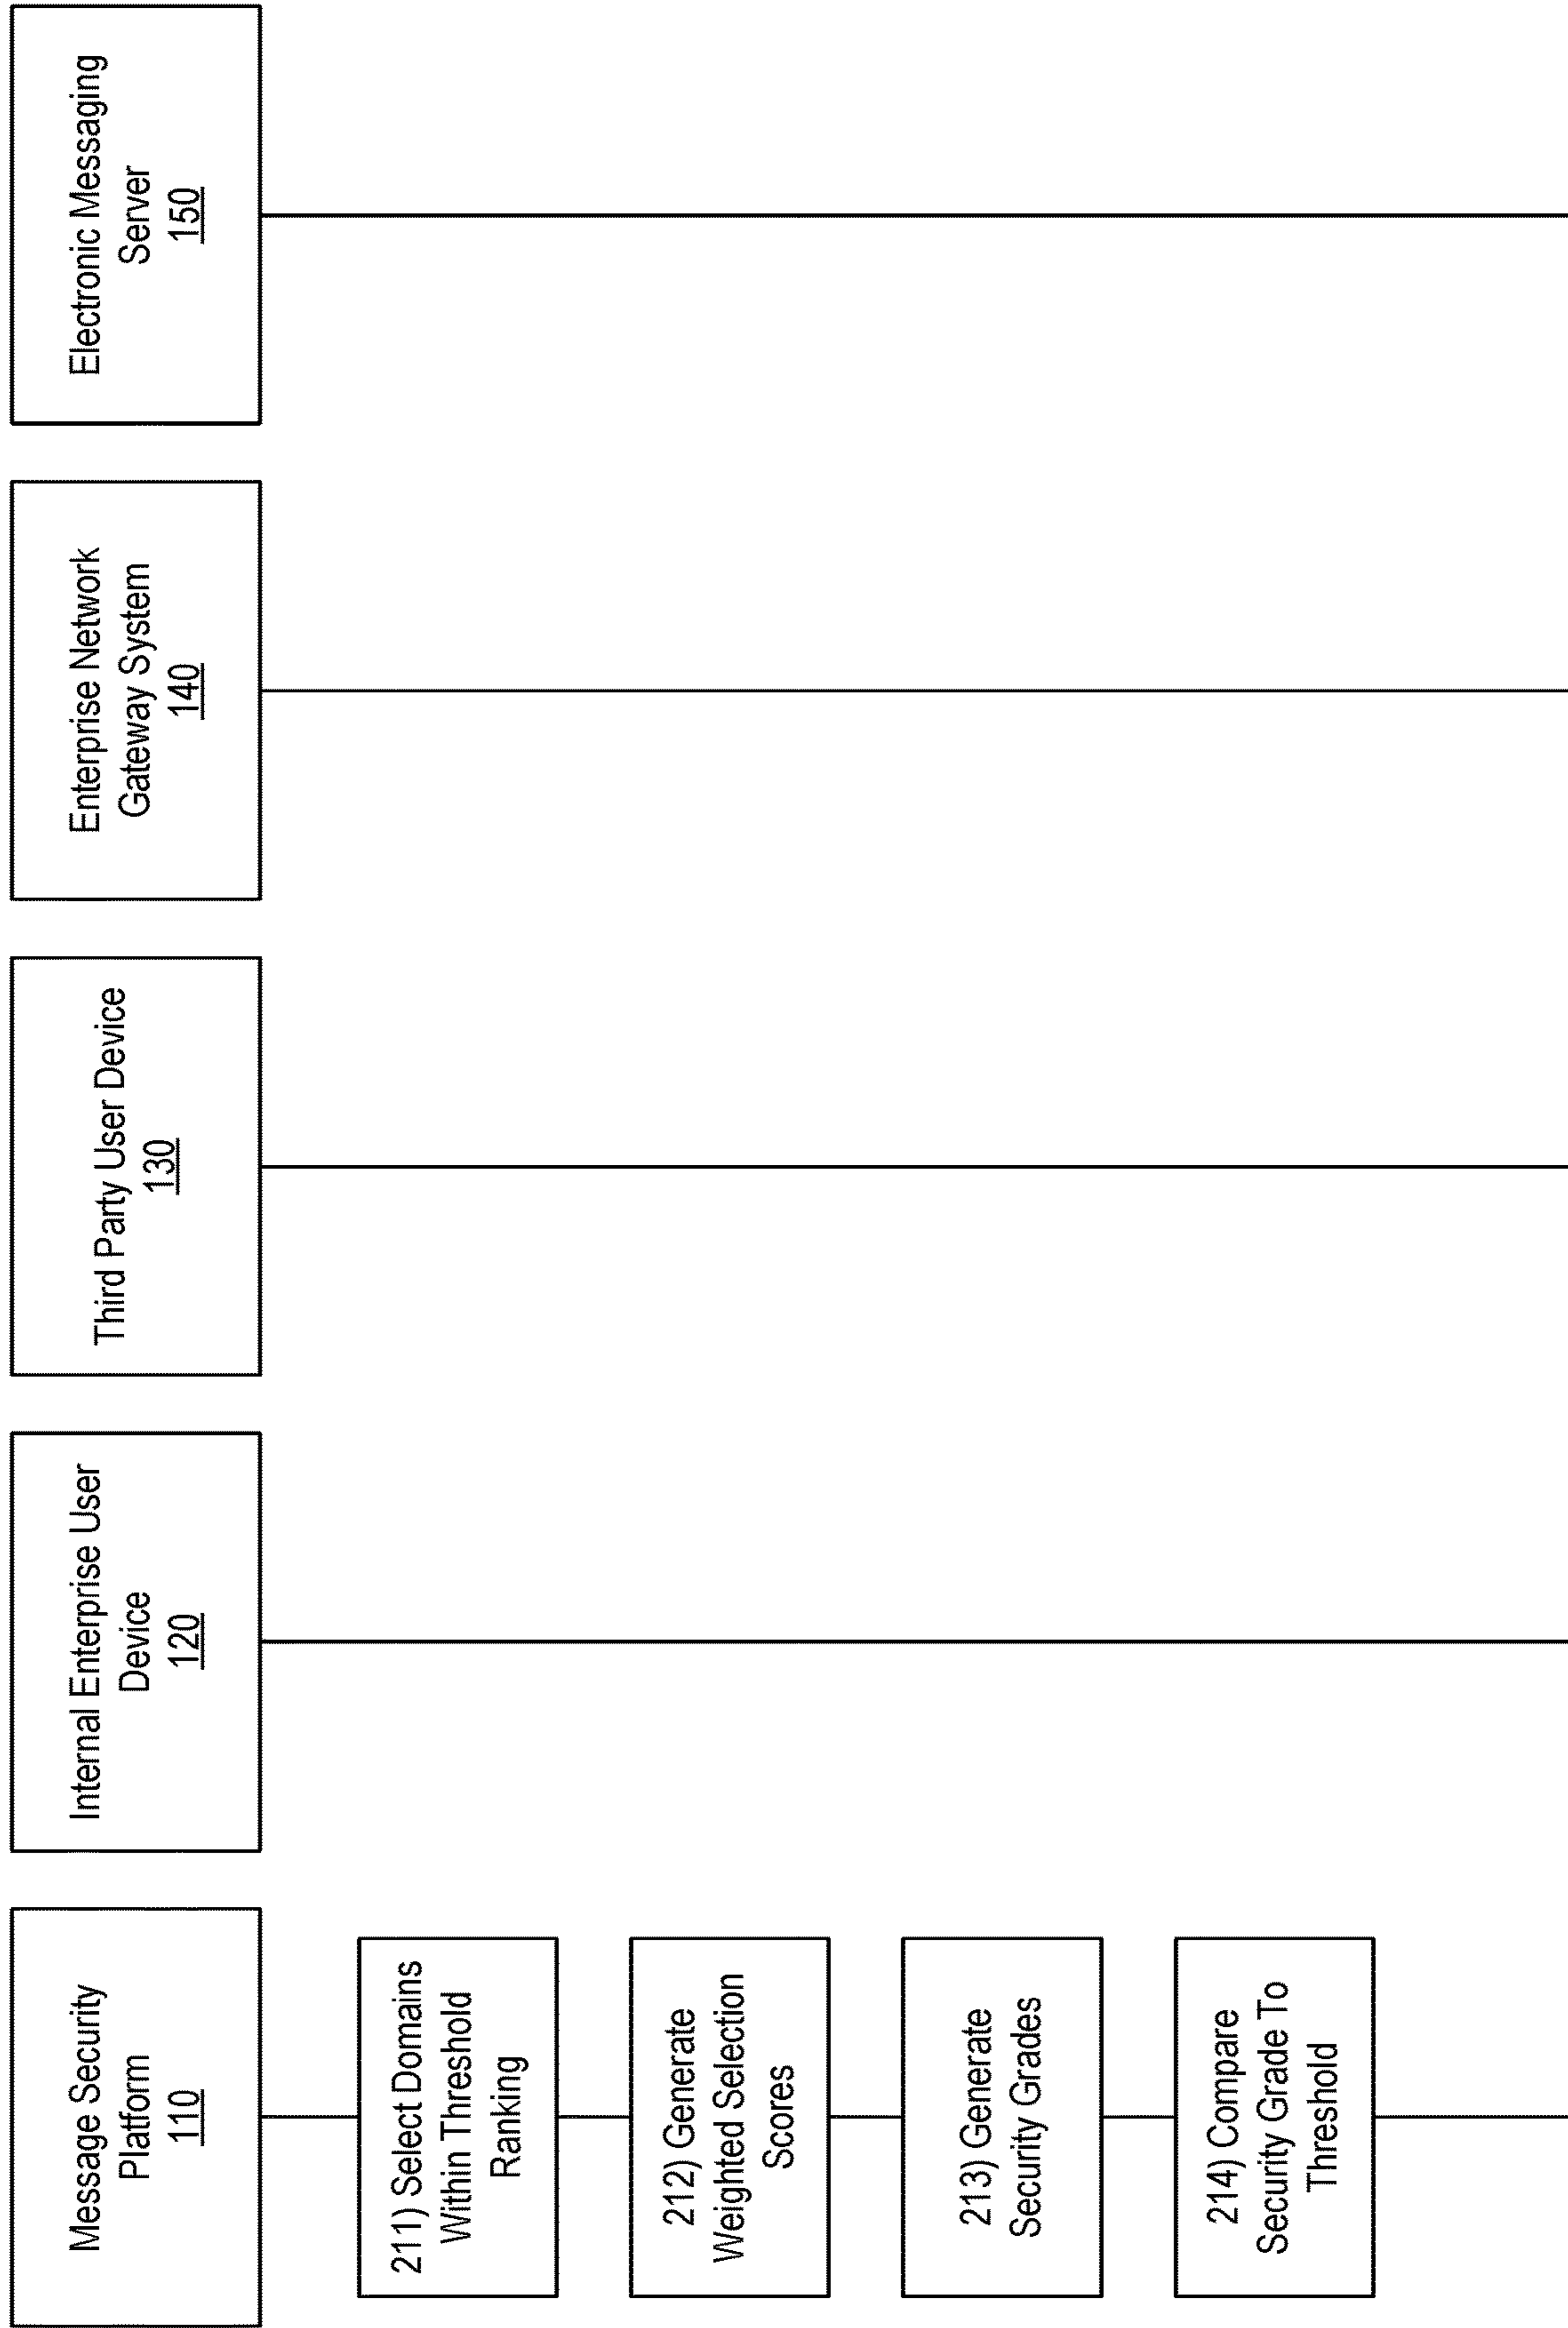 Message Security
Platform
110
Internal Enterprise User
Device
120
Third Party User Device
130
Enterprise Network
Gateway System
140
Electronic Messaging
Server
150
211) Select Domains
Within Threshold
Ranking
212) Generate
Weighted Selection
Scores
213) Generate
Security Grades
214) Compare
Security Grade To
Threshold